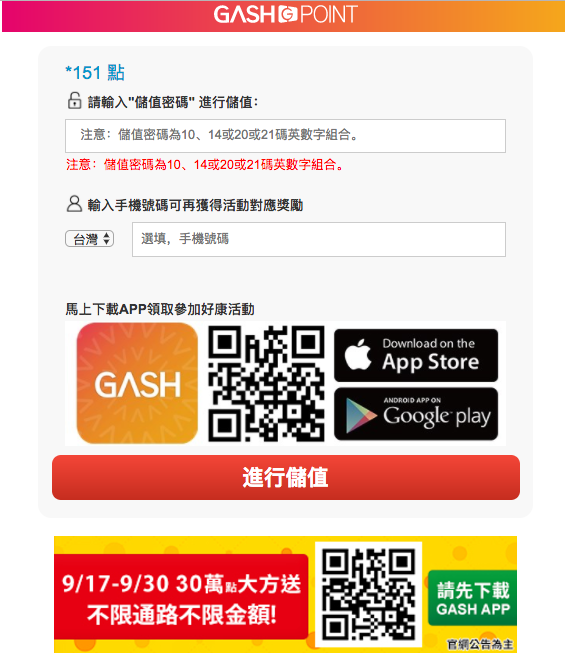 GASH G POINT
*151 點
請輸入"儲值密碼" 進行儲值：
注意：儲值密碼為10、14或20或21碼英數字組合。
注意：儲值密碼為10、14或20或21碼英數字組合。
輸入手機號碼可再獲得活動對應獎勵
台灣
選填，手機號碼
馬上下載APP領取參加好康活動
GASH
Download on the
App Store
ANDROID APP ON
Google play
進行儲值
9/17-9/30 30萬點大方送
不限通路不限金額!
請先下載
GASH APP
官網公告為主